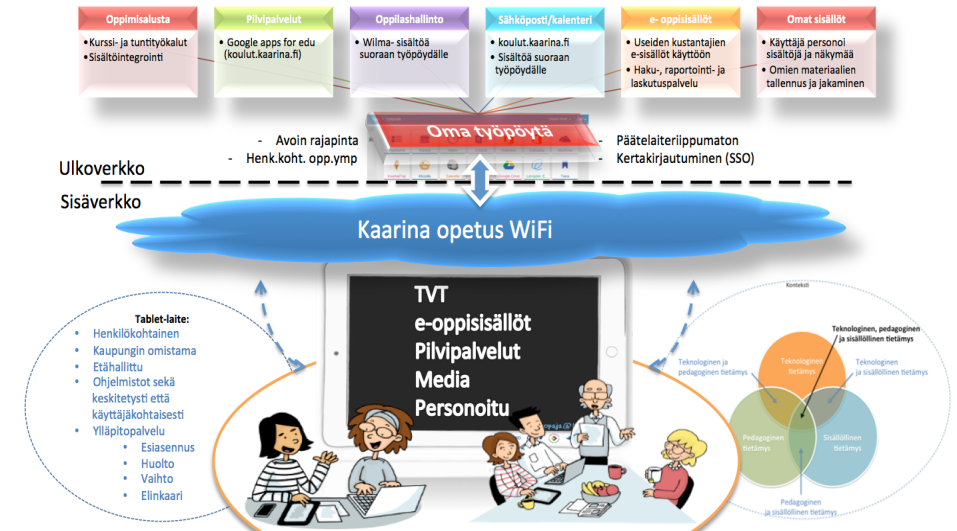 Oppimisalusta
• Kurssi- ja tuntityökalut
• Sisältöintegrointi
Pilvipalvelut
• Google apps for edu
(koulut.kaarina.fi)
Oppilashallinto
• Wilma- sisältöä
suoraan työpöydälle
Sähköposti/kalenteri
• koulut.kaarina.fi
• Sisältöä suoraan
työpöydälle
e- oppisisällöt
• Useiden kustantajien
e-sisällöt käyttöön
• Haku-, raportointi- ja
laskutuspalvelu
Omat sisällöt
• Käyttäjä personoi
sisältöjä ja näkymää
• Omien materiaalien
tallennus ja jakaminen
Oma työpöytä
- Avoin rajapinta
- Henk.koht. opp.ymp
- Päätelaiteriippumaton
- Kertakirjautuminen (SSO)
Ulkoverkko
Sisäverkko
Kaarina opetus WiFi
TVT
e-oppisisällöt
Pilvipalvelut
Media
Personoitu
Tablet-laite:
• Henkilökohtainen
• Kaupungin omistama
• Etähallittu
• Ohjelmistot sekä
keskitetysti että
käyttäjäkohtaisesti
• Ylläpitopalvelu
• Esiasennus
• Huolto
• Vaihto
• Elinkaari
Konteksti
Teknologinen, pedagoginen
ja sisällöllinen tietämys
Teknologinen ja
pedagoginen tietämys
Teknologinen
tietämys
Teknologinen
ja sisällöllinen tietämys
Pedagoginen
tietämys
Sisällöllinen
tietämys
Pedagoginen
ja sisällöllinen tietämys